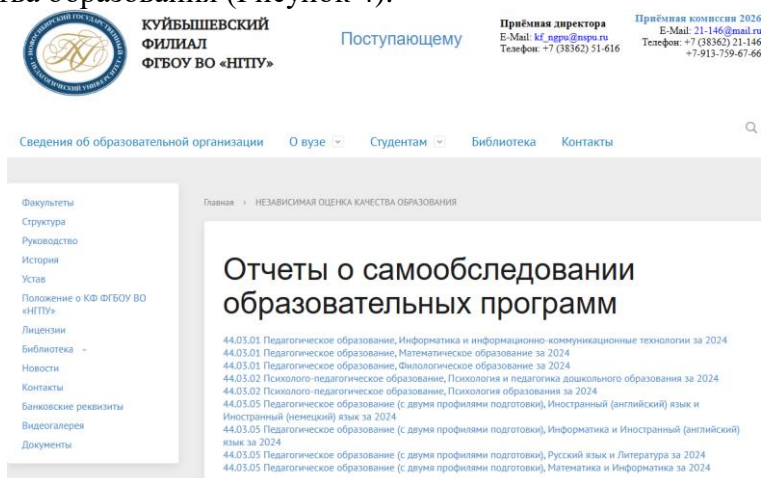 ства образования (Рисунок 4).
КУЙБЫШЕВСКИЙ
ФИЛИАЛ
ФГБОУ ВО «НГПУ»
Поступающему
Приёмная директора
E-Mail: kf_ngpu@nspu.ru
Телефон: +7 (38362) 51-616
Приёмная комиссия 2026
E-Mail: 21-146@mail.ru
Телефон: +7 (38362) 21-146
+7-913-759-67-66
Сведения об образовательной организации О вузе Студентам Библиотека Контакты
Факультеты
Структура
Руководство
История
Устав
Положение о КФ ФГБОУ ВО
«НГПУ»
Лицензии
Библиотека
Новости
Контакты
Банковские реквизиты
Видеогалерея
Документы
Главная › НЕЗАВИСИМАЯ ОЦЕНКА КАЧЕСТВА ОБРАЗОВАНИЯ
Отчеты о самообследовании
образовательных программ
44.03.01 Педагогическое образование, Информатика и информационно-коммуникационные технологии за 2024
44.03.01 Педагогическое образование, Математическое образование за 2024
44.03.01 Педагогическое образование, Филологическое образование за 2024
44.03.02 Психолого-педагогическое образование, Психология и педагогика дошкольного образования за 2024
44.03.02 Психолого-педагогическое образование, Психология образования за 2024
44.03.05 Педагогическое образование (с двумя профилями подготовки), Иностранный (английский) язык и
Иностранный (немецкий) язык за 2024
44.03.05 Педагогическое образование (с двумя профилями подготовки), Информатика и Иностранный (английский)
язык за 2024
44.03.05 Педагогическое образование (с двумя профилями подготовки), Русский язык и Литература за 2024
44.03.05 Педагогическое образование (с двумя профилями подготовки), Математика и Информатика за 2024